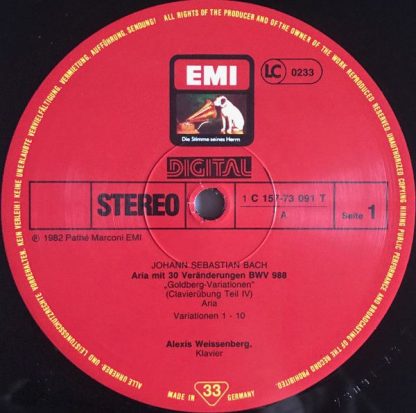 ALL RIGHTS OF THE PRODUCER AND OF THE OWNER OF THE WORK REPRODUCED RESERVED. UNAUTHORIZED COPYING HIRING PUBLIC PERFORMANCE AND BROADCASTING OF THE RECORD PROHIBITED.
ALLE URHEBER UND LEISTUNGSSCHUTZRECHTE VORBEHALTEN. KEIN VERLEIH! KEINE UNERLAUBTE VERVIELFÄLTIGUNG, VERMIETUNG, AUFFÜHRUNG, SENDUNG!
EMI
LC 0233
Die Stimme seines Herrn
DIGITAL
STEREO
1 C 157-73 091 T
A
Seite 1
℗ 1982 Pathé Marconi EMI
JOHANN SEBASTIAN BACH
Aria mit 30 Veränderungen BWV 988
„Goldberg-Variationen"
(Clavierübung Teil IV)
Aria
Variationen 1 - 10
Alexis Weissenberg,
Klavier
MADE IN 33 GERMANY